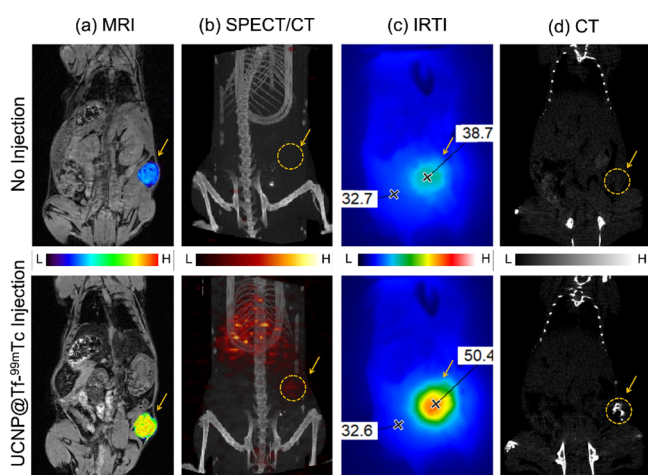 (a) MRI
(b) SPECT/CT
(c) IRTI
(d) CT
No Injection
38.7
32.7
L H
L H
L H
L H
UCNP@Tf-⁹⁹ᵐTc Injection
50.4
32.6